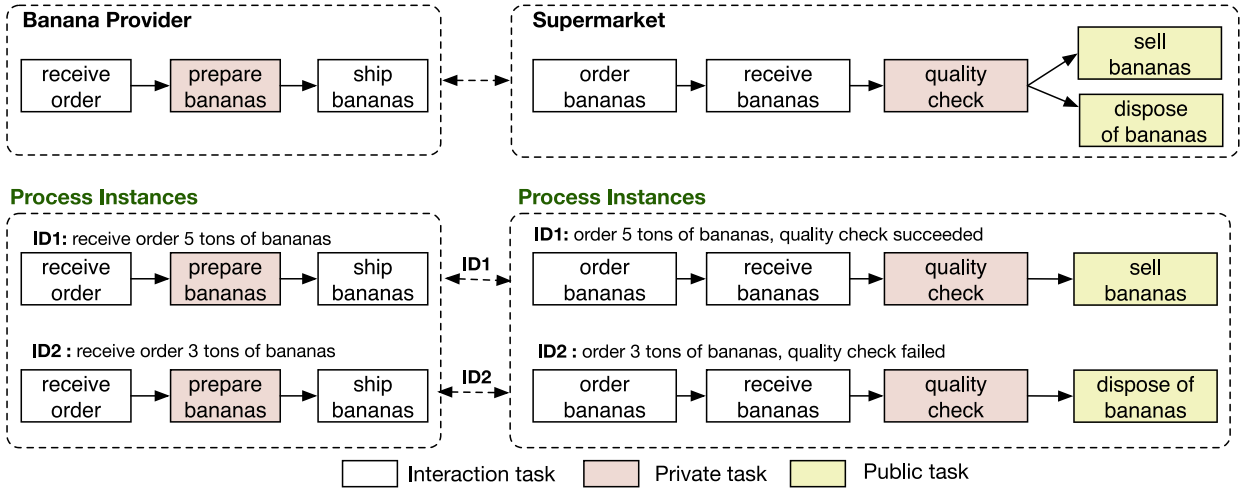 Banana Provider
receive
order
prepare
bananas
ship
bananas
Supermarket
order
bananas
receive
bananas
quality
check
sell
bananas
dispose
of bananas
Process Instances
ID1: receive order 5 tons of bananas
receive
order
prepare
bananas
ship
bananas
ID2 : receive order 3 tons of bananas
receive
order
prepare
bananas
ship
bananas
ID1
ID2
Process Instances
ID1: order 5 tons of bananas, quality check succeeded
order
bananas
receive
bananas
quality
check
sell
bananas
ID2 : order 3 tons of bananas, quality check failed
order
bananas
receive
bananas
quality
check
dispose of
bananas
Interaction task
Private task
Public task